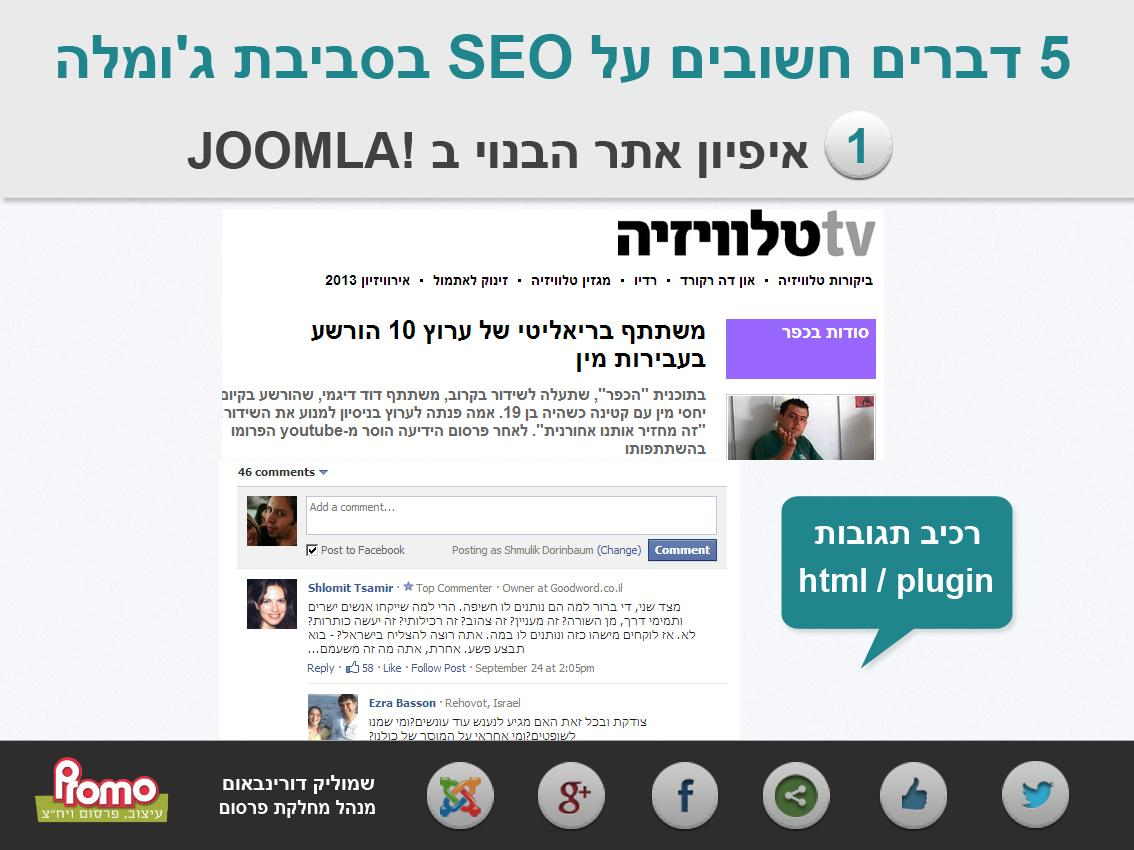 5 דברים חשובים על SEO בסביבת ג'ומלה
1 איפיון אתר הבנוי ב JOOMLA!
tvטלוויזיה
ביקורות טלוויזיה • און דה רקורד • רדיו • מגזין טלוויזיה • זינוק לאתמול • אירוויזיון 2013
סודות בכפר
משתתף בריאליטי של ערוץ 10 הורשע
בעבירות מין
בתוכנית "הכפר", שתעלה לשידור בקרוב, משתתף דוד דיגמי, שהורשע בקיום
יחסי מין עם קטינה כשהיה בן 19. אמה פנתה לערוץ בניסיון למנוע את השידור:
"זה מחזיר אותנו אחורנית". לאחר פרסום הידיעה הוסר מ-youtube הפרומו
בהשתתפותו
46 comments
Add a comment...
Post to Facebook
Posting as Shmulik Dorinbaum (Change)
Comment
Shlomit Tsamir · Top Commenter · Owner at Goodword.co.il
מצד שני, די ברור למה הם נותנים לו חשיפה. הרי למה שייקחו אנשים ישרים
ותמימי דרך, מן השורה? זה מעניין? זה צהוב? זה רכילותי? זה יעשה כותרות?
לא. אז לוקחים מישהו כזה ונותנים לו במה. אתה רוצה להצליח בישראל? - בוא
תבצע פשע. אחרת, אתה מה זה משעמם...
Reply · 58 · Like · Follow Post · September 24 at 2:05pm
Ezra Basson · Rehovot, Israel
צודקת ובכל זאת האם מגיע לנענש עוד עונשים?ומי שמנו
לשופטים?ומי אחראי על המוסר של כולנו?
רכיב תגובות
html / plugin
Promo
עיצוב, פרסום ויח"צ
שמוליק דורינבאום
מנהל מחלקת פרסום
g+
f